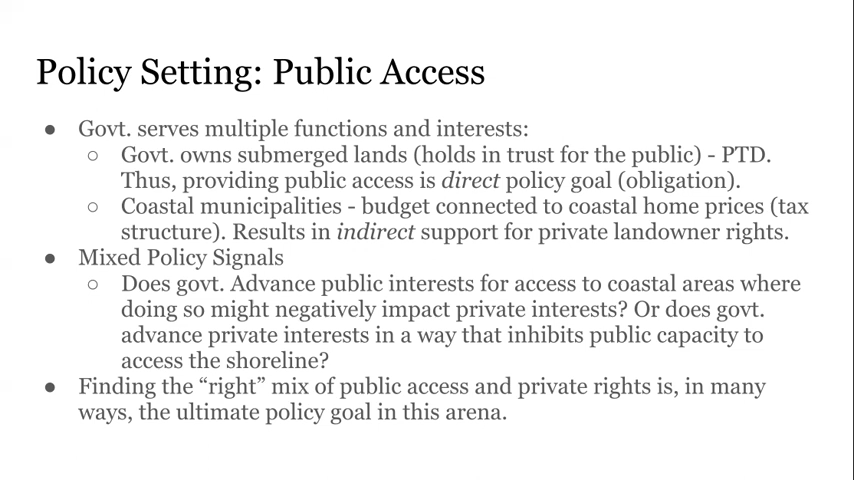 Policy Setting: Public Access
● Govt. serves multiple functions and interests:
○ Govt. owns submerged lands (holds in trust for the public) - PTD.
Thus, providing public access is direct policy goal (obligation).
○ Coastal municipalities - budget connected to coastal home prices (tax
structure). Results in indirect support for private landowner rights.
● Mixed Policy Signals
○ Does govt. Advance public interests for access to coastal areas where
doing so might negatively impact private interests? Or does govt.
advance private interests in a way that inhibits public capacity to
access the shoreline?
● Finding the “right” mix of public access and private rights is, in many
ways, the ultimate policy goal in this arena.